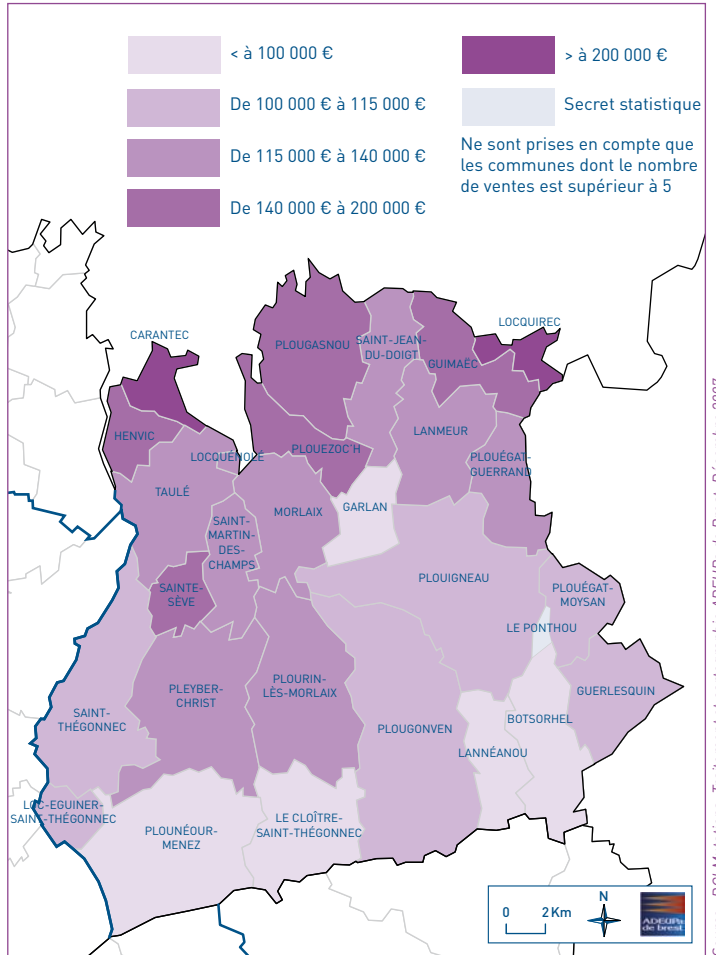 < à 100 000 €
De 100 000 € à 115 000 €
De 115 000 € à 140 000 €
De 140 000 € à 200 000 €
> à 200 000 €
Secret statistique
Ne sont prises en compte que
les communes dont le nombre
de ventes est supérieur à 5
CARANTEC
LOCQUIREC
PLOUGASNOU
SAINT-JEAN-
DU-DOIGT
GUIMAËC
HENVIC
LOCQUÉNOLÉ
PLOUEZOC'H
LANMEUR
PLOUÉGAT-
GUERRAND
TAULÉ
SAINT-
MARTIN-
DES-
CHAMPS
MORLAIX
GARLAN
SAINTE-
SÈVE
PLOUIGNEAU
PLOUÉGAT-
MOYSAN
LE PONTHOU
SAINT-
THÉGONNEC
PLEYBER-
CHRIST
PLOURIN-
LÈS-MORLAIX
PLOUGONVEN
GUERLESQUIN
BOTSORHEL
LANNÉANOU
LOC-EGUINER-
SAINT-THÉGONNEC
PLOUNÉOUR-
MENEZ
LE CLOÎTRE-
SAINT-THÉGONNEC
0 2 Km
N
ADEUPa
de brest